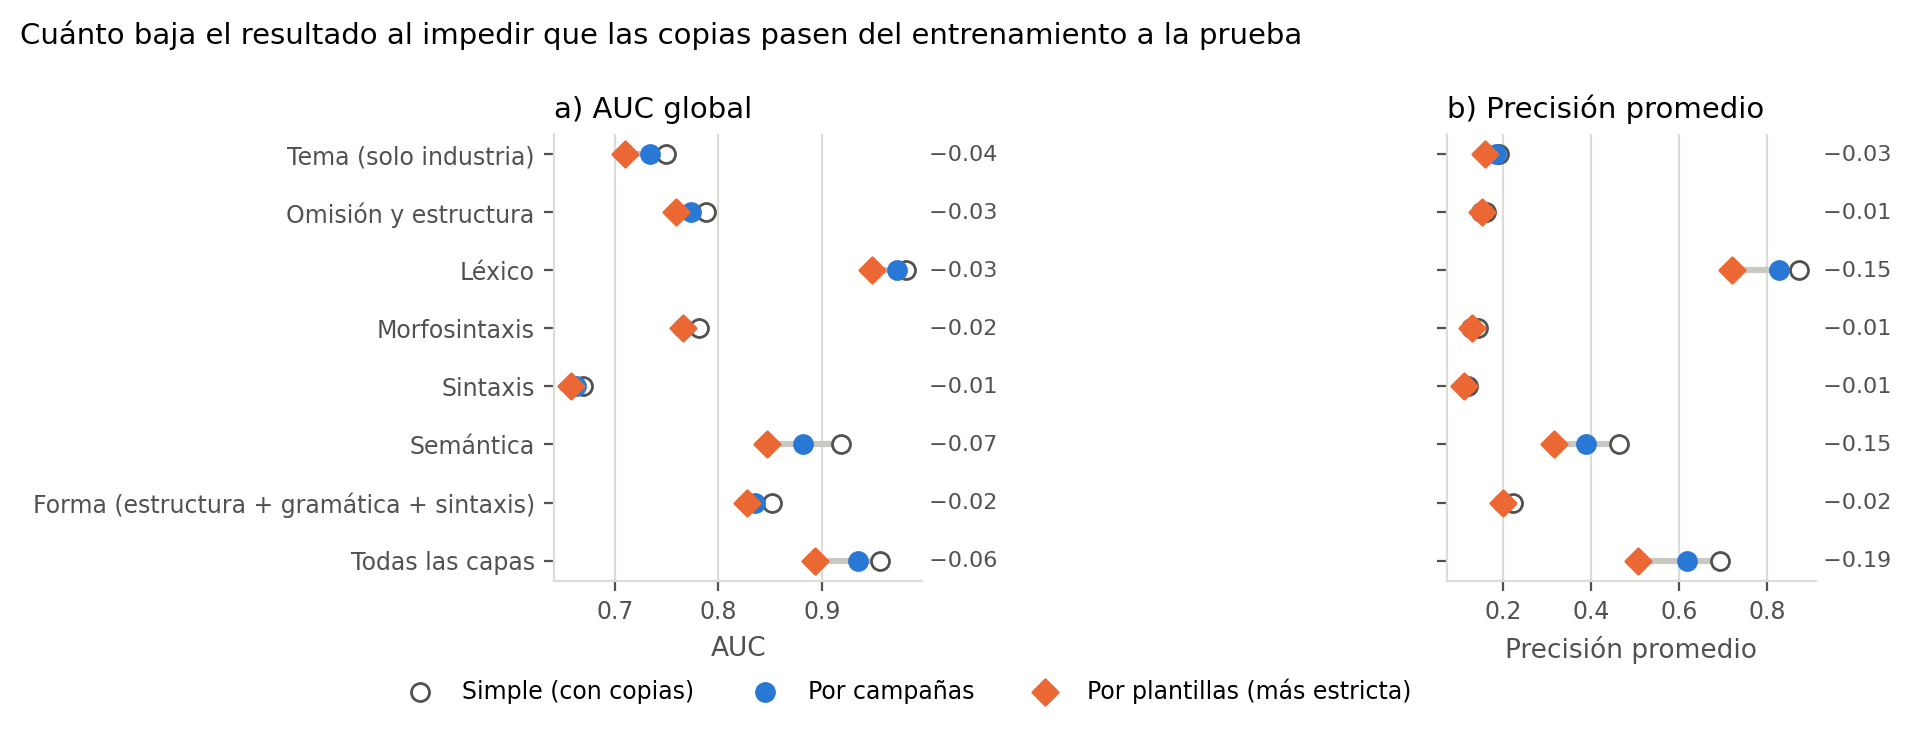 Cuánto baja el resultado al impedir que las copias pasen del entrenamiento a la prueba
a) AUC global
b) Precisión promedio
Tema (solo industria)
−0.04
−0.03
Omisión y estructura
−0.03
−0.01
Léxico
−0.03
−0.15
Morfosintaxis
−0.02
−0.01
Sintaxis
−0.01
−0.01
Semántica
−0.07
−0.15
Forma (estructura + gramática + sintaxis)
−0.02
−0.02
Todas las capas
−0.06
−0.19
0.7 0.8 0.9
0.2 0.4 0.6 0.8
AUC
Precisión promedio
Simple (con copias) Por campañas Por plantillas (más estricta)